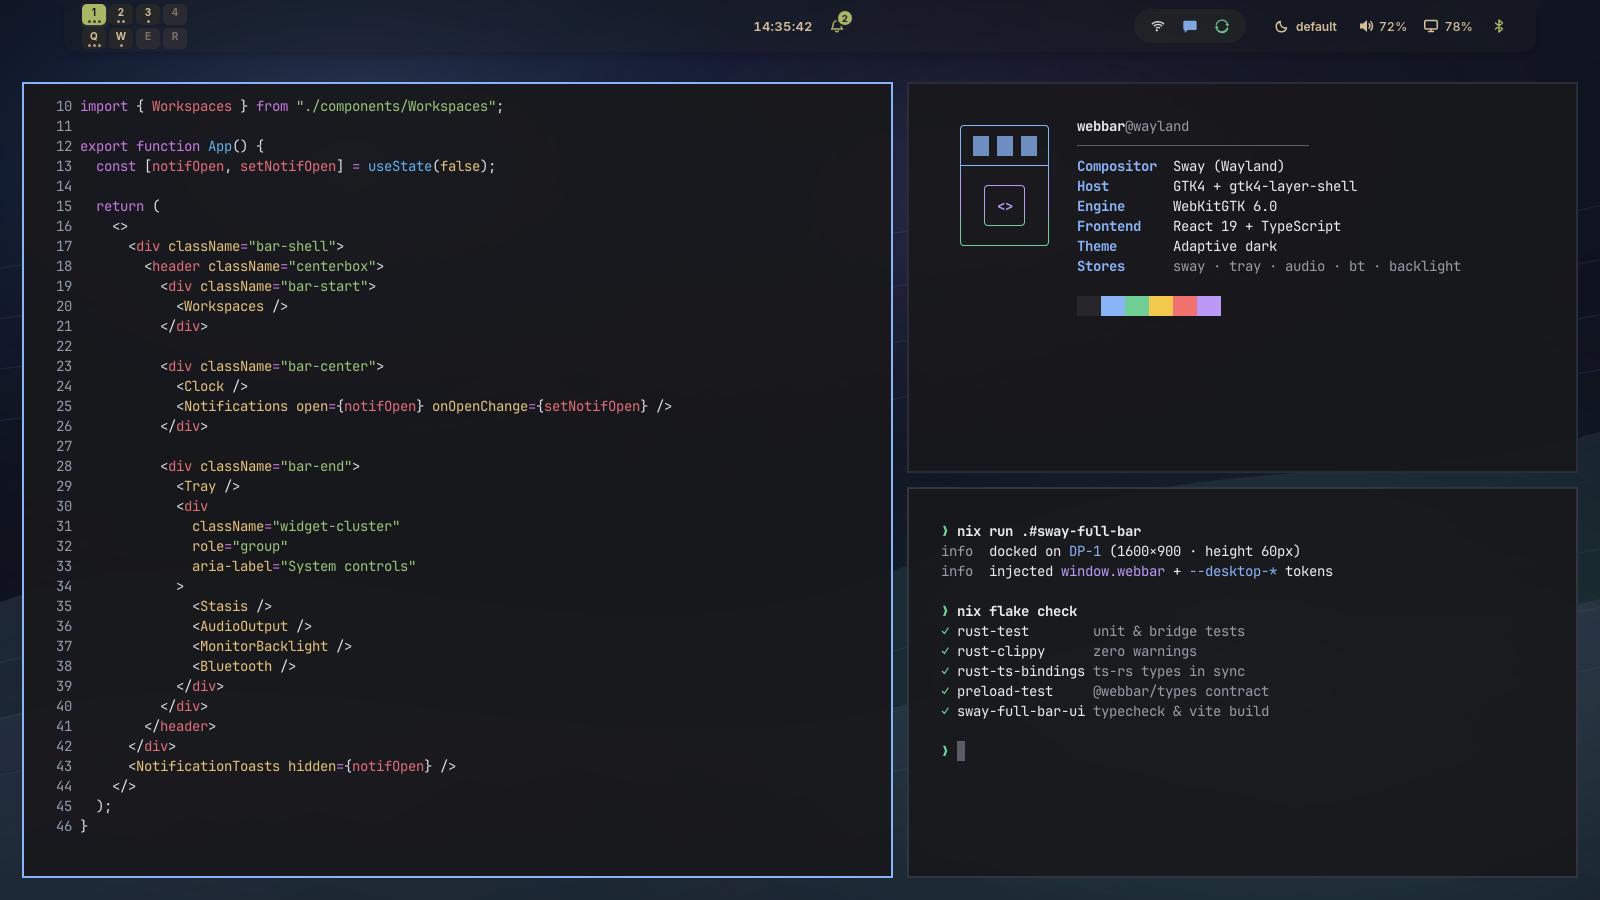 1 2 3 4
Q W E R
14:35:42 2
default 72% 78%
10 import { Workspaces } from "./components/Workspaces";
11
12 export function App() {
13   const [notifOpen, setNotifOpen] = useState(false);
14
15   return (
16     <>
17       <div className="bar-shell">
18         <header className="centerbox">
19           <div className="bar-start">
20             <Workspaces />
21           </div>
22
23           <div className="bar-center">
24             <Clock />
25             <Notifications open={notifOpen} onOpenChange={setNotifOpen} />
26           </div>
27
28           <div className="bar-end">
29             <Tray />
30             <div
31               className="widget-cluster"
32               role="group"
33               aria-label="System controls"
34             >
35               <Stasis />
36               <AudioOutput />
37               <MonitorBacklight />
38               <Bluetooth />
39             </div>
40           </div>
41         </header>
42       </div>
43       <NotificationToasts hidden={notifOpen} />
44     </>
45   );
46 }
<>
webbar@wayland
Compositor Sway (Wayland)
Host GTK4 + gtk4-layer-shell
Engine WebKitGTK 6.0
Frontend React 19 + TypeScript
Theme Adaptive dark
Stores sway · tray · audio · bt · backlight
❯ nix run .#sway-full-bar
info docked on DP-1 (1600×900 · height 60px)
info injected window.webbar + --desktop-* tokens
❯ nix flake check
✓ rust-test unit & bridge tests
✓ rust-clippy zero warnings
✓ rust-ts-bindings ts-rs types in sync
✓ preload-test @webbar/types contract
✓ sway-full-bar-ui typecheck & vite build
❯